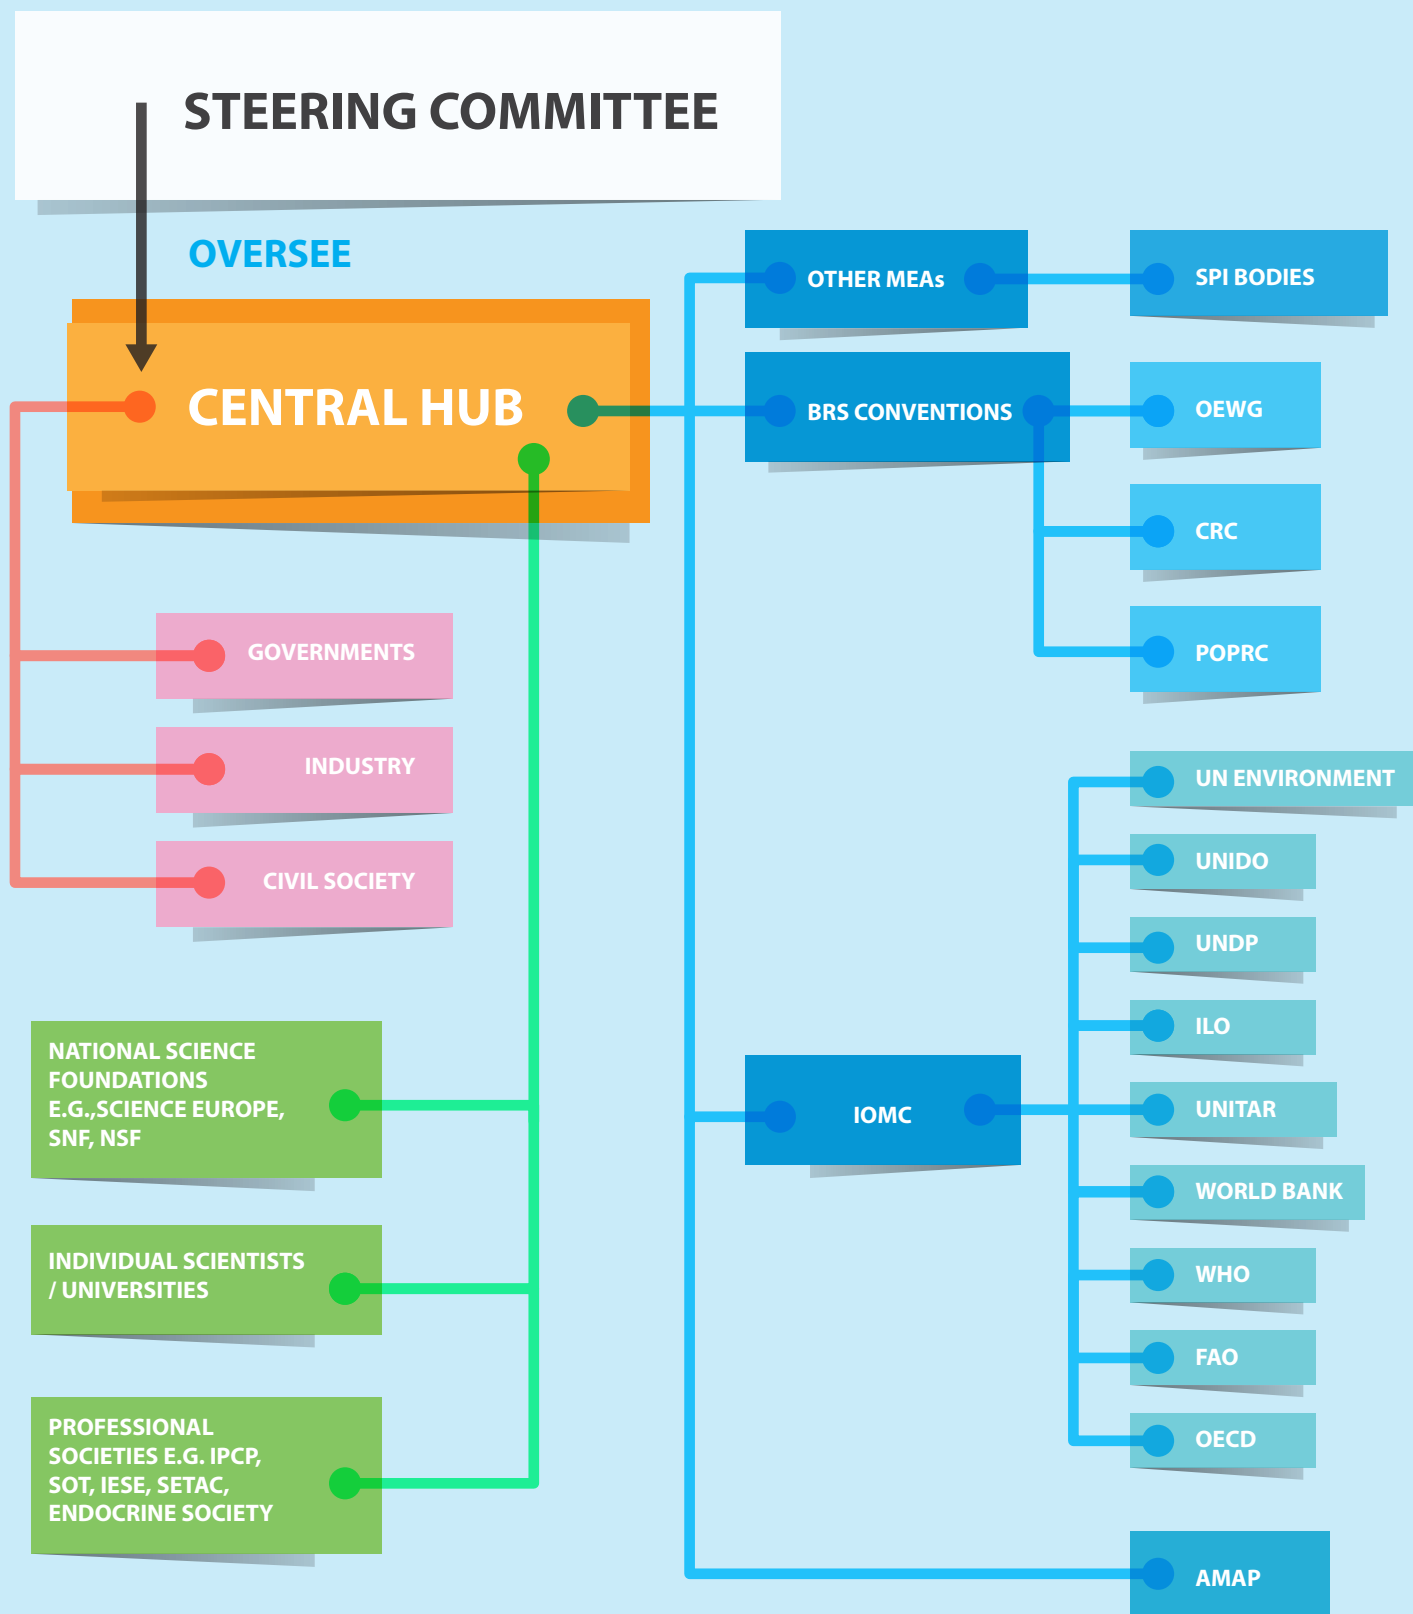 STEERING COMMITTEE
OVERSEE
CENTRAL HUB
GOVERNMENTS
INDUSTRY
CIVIL SOCIETY
NATIONAL SCIENCE
FOUNDATIONS
E.G.,SCIENCE EUROPE,
SNF, NSF
INDIVIDUAL SCIENTISTS
/ UNIVERSITIES
PROFESSIONAL
SOCIETIES E.G. IPCP,
SOT, IESE, SETAC,
ENDOCRINE SOCIETY
OTHER MEAs
SPI BODIES
BRS CONVENTIONS
OEWG
CRC
POPRC
IOMC
UN ENVIRONMENT
UNIDO
UNDP
ILO
UNITAR
WORLD BANK
WHO
FAO
OECD
AMAP